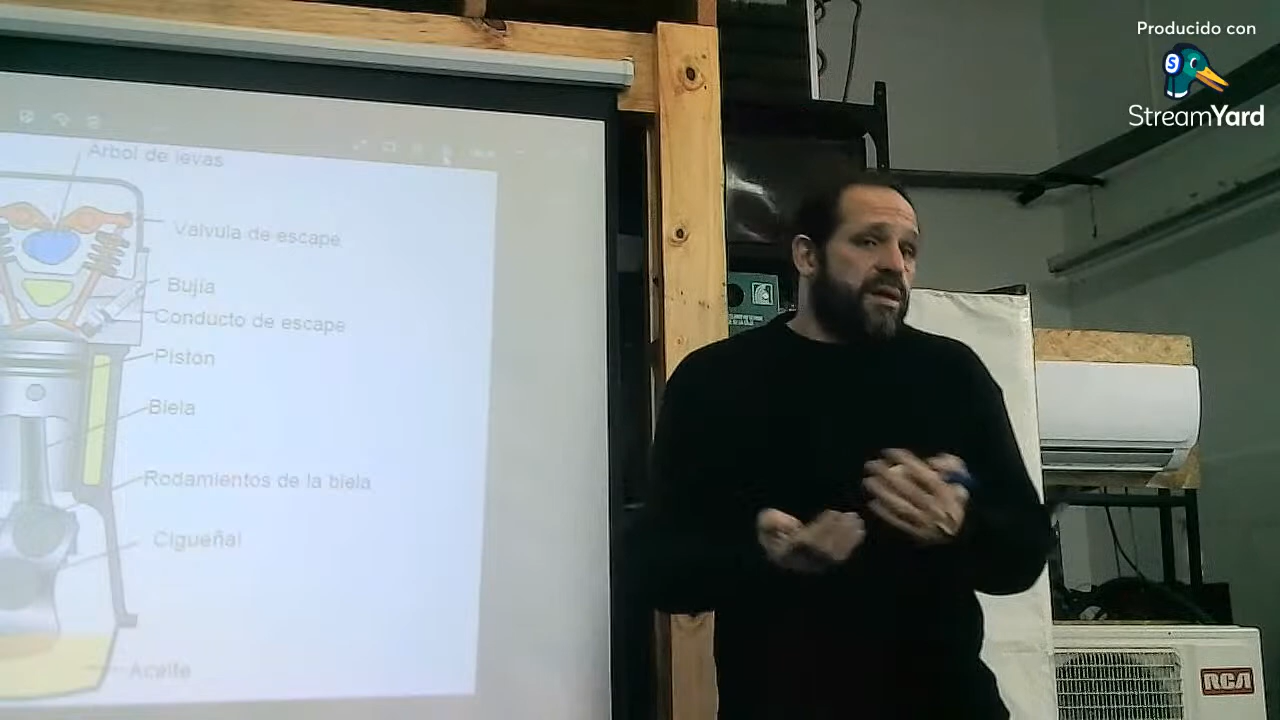 Producido con
StreamYard
Arbol de levas
Valvula de escape
Bujía
Conducto de escape
Piston
Biela
Rodamientos de la biela
Cigueñal
Aceite
RCA